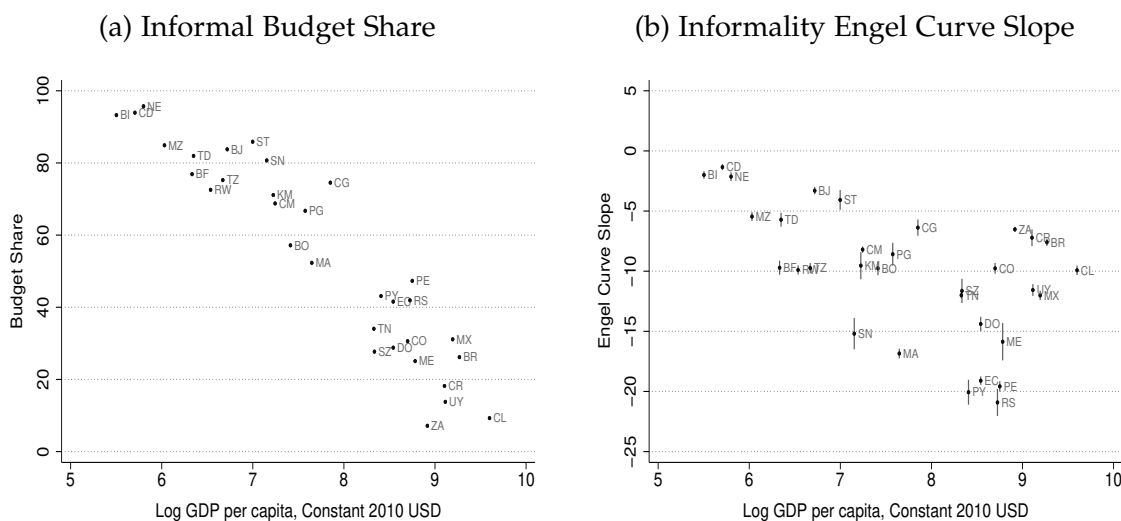 (a) Informal Budget Share
100
80
60
40
20
0
Budget Share
BI
CD
NE
MZ
TD
BJ
ST
SN
BF
TZ
RW
KM
CM
CG
PG
BO
MA
PE
PY
EC
RS
TN
SZ
DO
CO
ME
MX
BR
CR
UY
ZA
CL
5 6 7 8 9 10
Log GDP per capita, Constant 2010 USD
(b) Informality Engel Curve Slope
5
0
−5
−10
−15
−20
−25
Engel Curve Slope
BI
CD
NE
BJ
ST
MZ
TD
CG
ZA
CR
BR
CM
PG
BF
RW
TZ
KM
BO
CO
CL
SZ
TN
UY
MX
SN
DO
ME
MA
EC
PE
PY
RS
5 6 7 8 9 10
Log GDP per capita, Constant 2010 USD